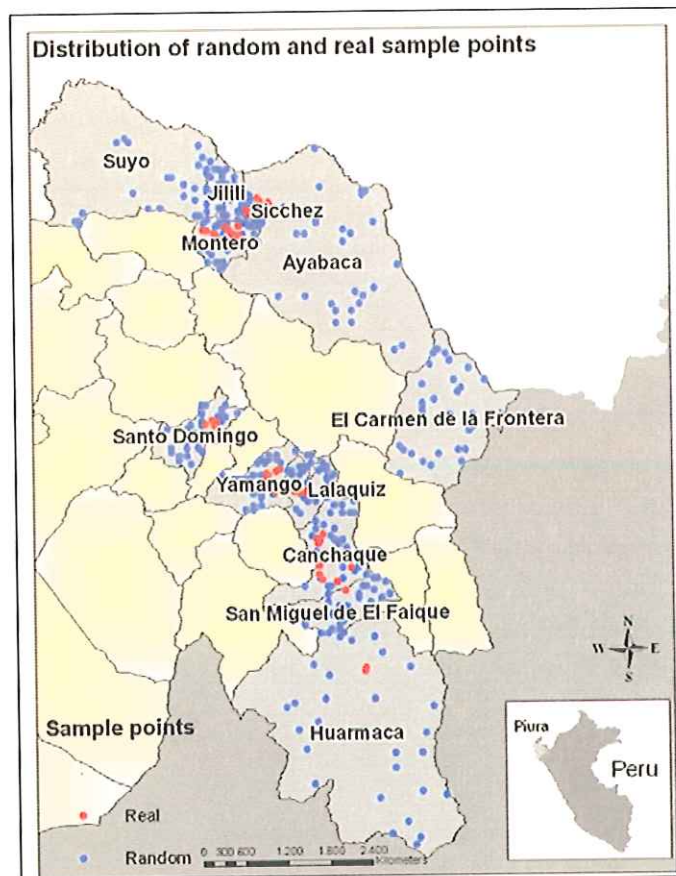 Distribution of random and real sample points
Suyo
Jilili
Sicchez
Montero
Ayabaca
El Carmen de la Frontera
Santo Domingo
Yamango
Lalaquiz
Canchaque
San Miguel de El Faique
N
W E
S
Huarmaca
Sample points
Piura
Peru
Real
Random
0 300 600 1.200 1.800 2.400
Kilometers